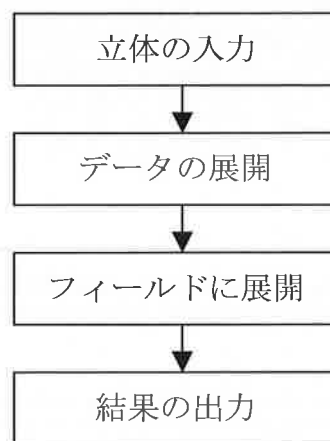 立体の入力
データの展開
フィールドに展開
結果の出力